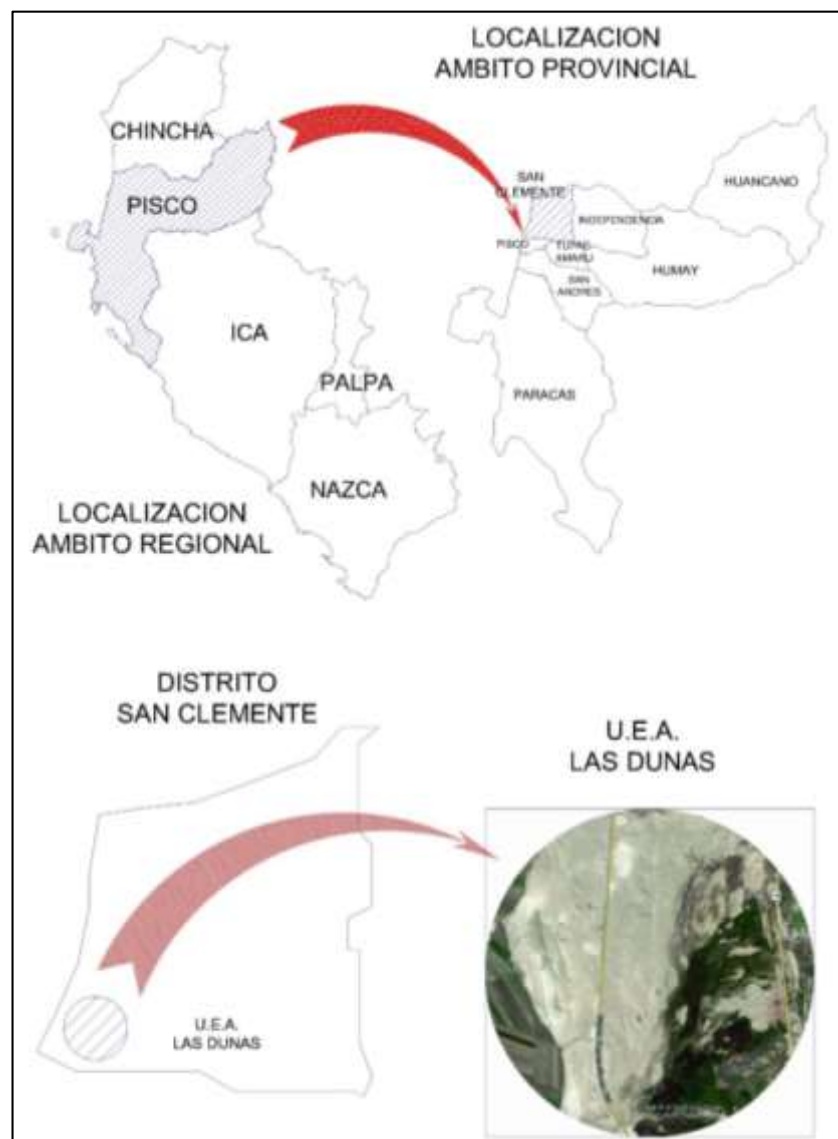 LOCALIZACION
AMBITO PROVINCIAL
CHINCHA
PISCO
ICA
PALPA
NAZCA
LOCALIZACION
AMBITO REGIONAL
SAN
CLEMENTE
HUANCANO
INDEPENDENCIA
PISCO
TUPAC
AMARU
HUMAY
SAN
ANDRES
PARACAS
DISTRITO
SAN CLEMENTE
U.E.A.
LAS DUNAS
U.E.A.
LAS DUNAS